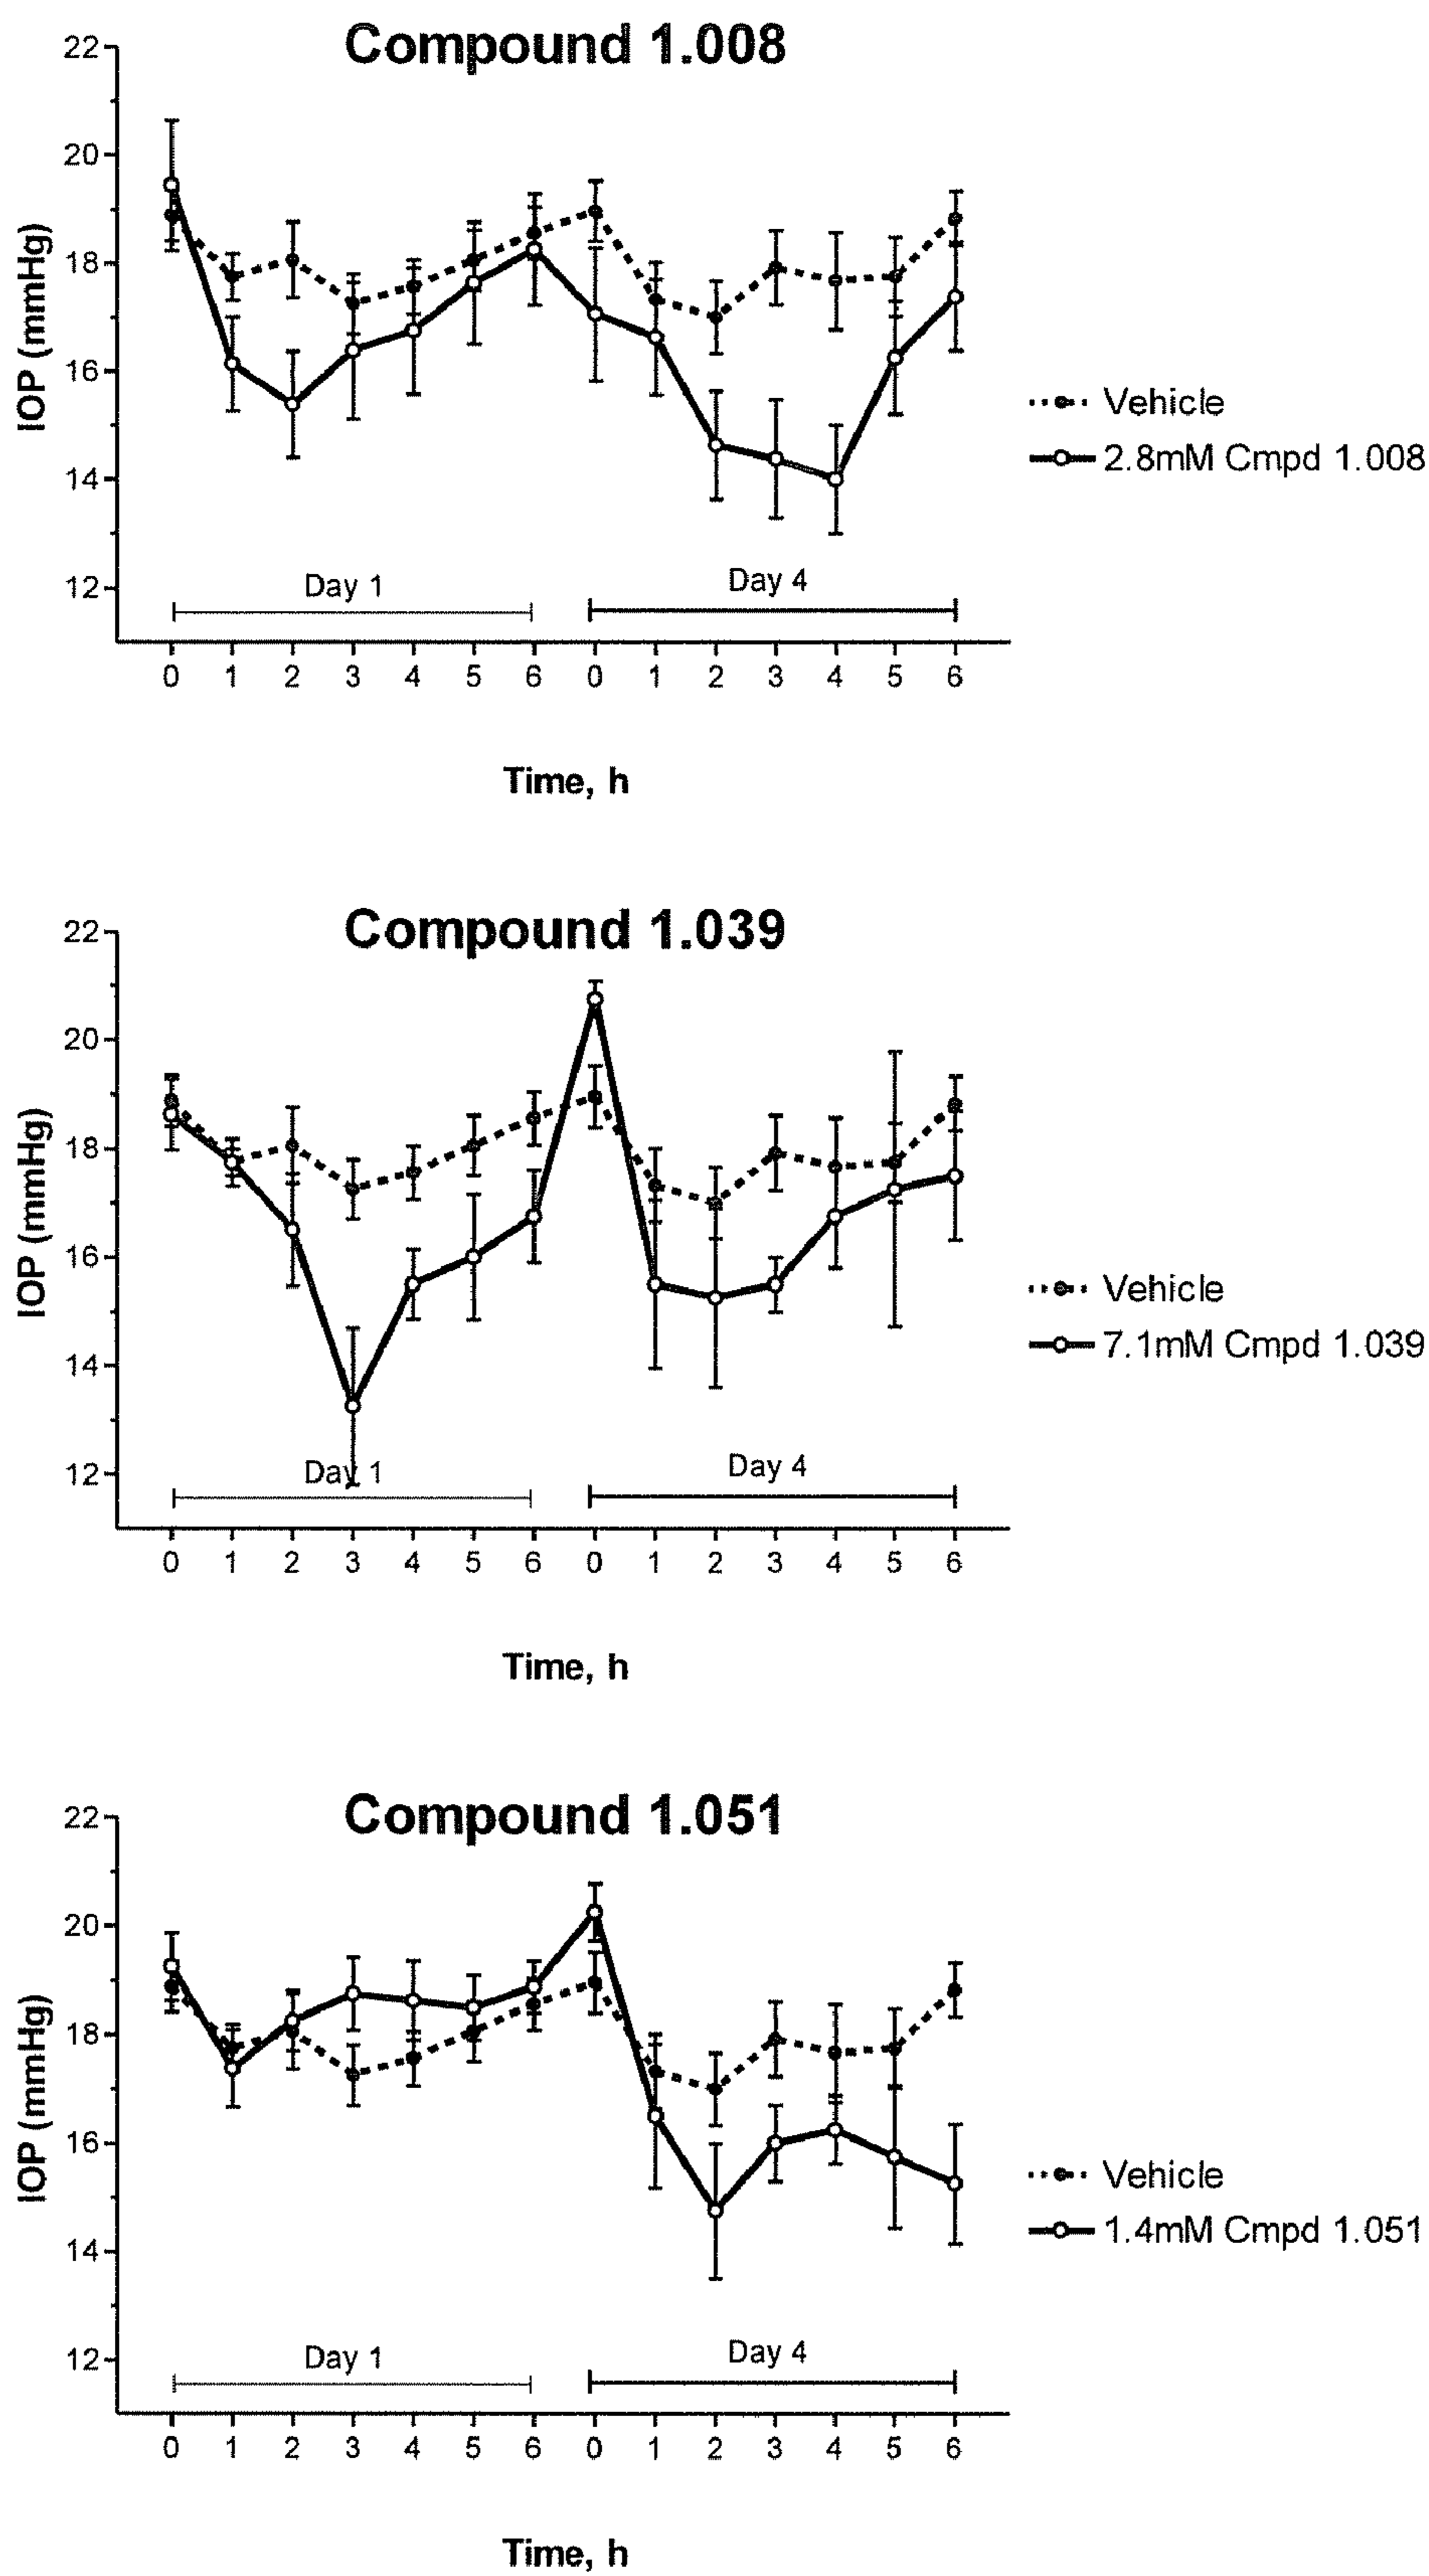 Compound 1.008
22
20
18
16
14
12
IOP (mmHg)
Vehicle
2.8mM Cmpd 1.008
Day 1
Day 4
0 1 2 3 4 5 6 0 1 2 3 4 5 6
Time, h
Compound 1.039
22
20
18
16
14
12
IOP (mmHg)
Vehicle
7.1mM Cmpd 1.039
Day 1
Day 4
0 1 2 3 4 5 6 0 1 2 3 4 5 6
Time, h
Compound 1.051
22
20
18
16
14
12
IOP (mmHg)
Vehicle
1.4mM Cmpd 1.051
Day 1
Day 4
0 1 2 3 4 5 6 0 1 2 3 4 5 6
Time, h